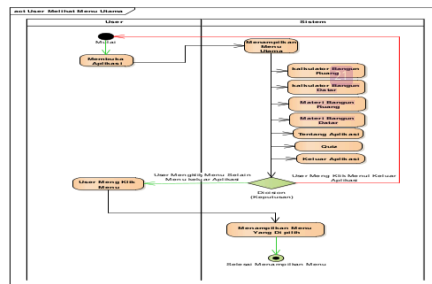 act User Melihat Menu Utama
User
Sistem
Mulai
Membuka
Aplikasi
Menampilkan
Menu
Utama
kalkulator Bangun
Ruang
kalkulator Bangun
Datar
Materi Bangun
Ruang
Materi Bangun
Datar
Tentang Aplikasi
Quiz
Keluar Aplikasi
User Mengklik Menu Selain
Menu keluar Aplikasi
User Meng Klik Menu Keluar
Aplikasi
User Meng Klik
Menu
Division
(Keputusan)
Menampilkan Menu
Yang Di pilih
Selesai Menampilkan Menu